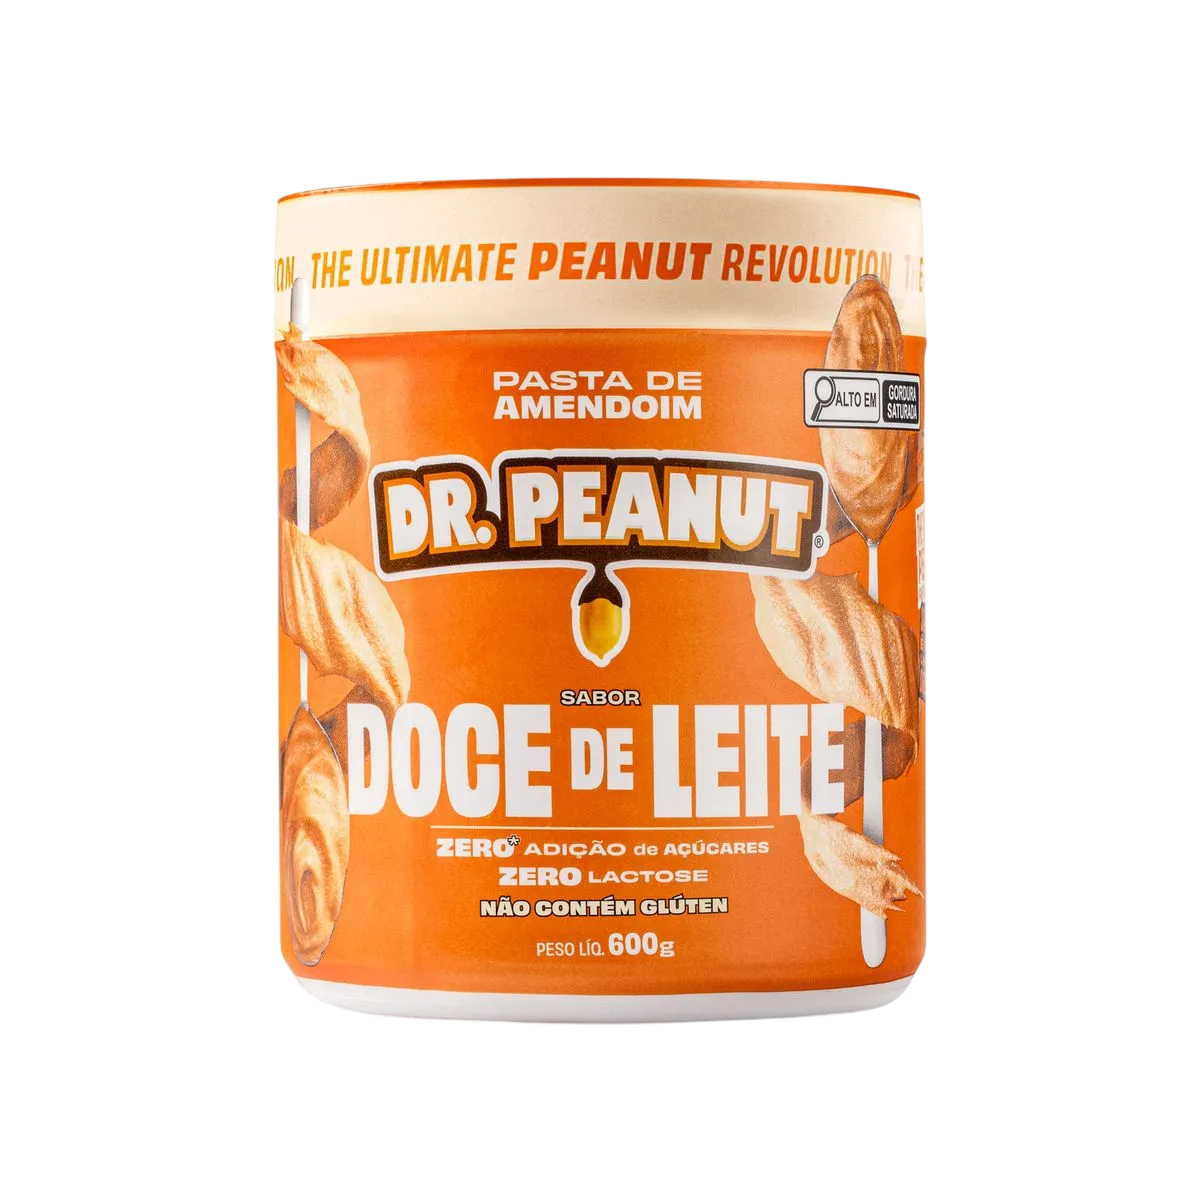 THE ULTIMATE PEANUT REVOLUTION
PASTA DE
AMENDOIM
ALTO EM
GORDURA
SATURADA
DR. PEANUT®
SABOR
DOCE DE LEITE
ZERO* ADIÇÃO de AÇÚCARES
ZERO LACTOSE
NÃO CONTÉM GLÚTEN
PESO LÍQ. 600g